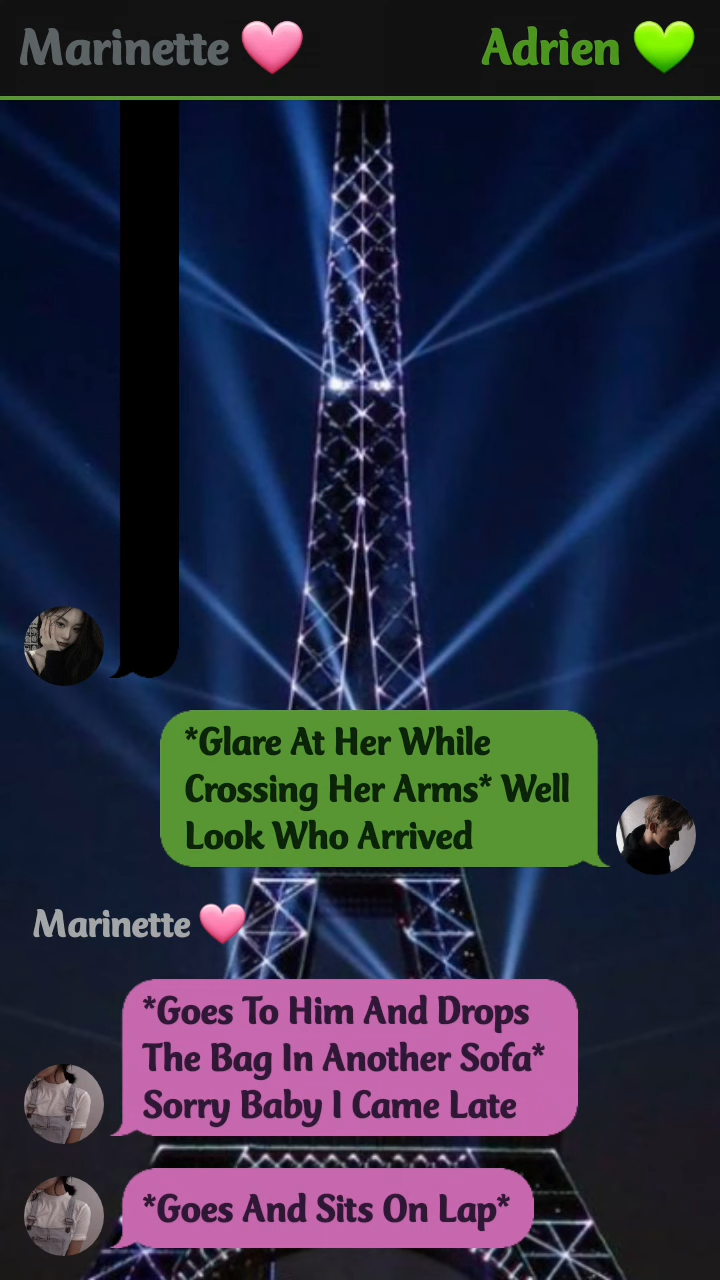 Marinette 🩷 Adrien 💚
*Glare At Her While
Crossing Her Arms* Well
Look Who Arrived
Marinette 🩷
*Goes To Him And Drops
The Bag In Another Sofa*
Sorry Baby I Came Late
*Goes And Sits On Lap*